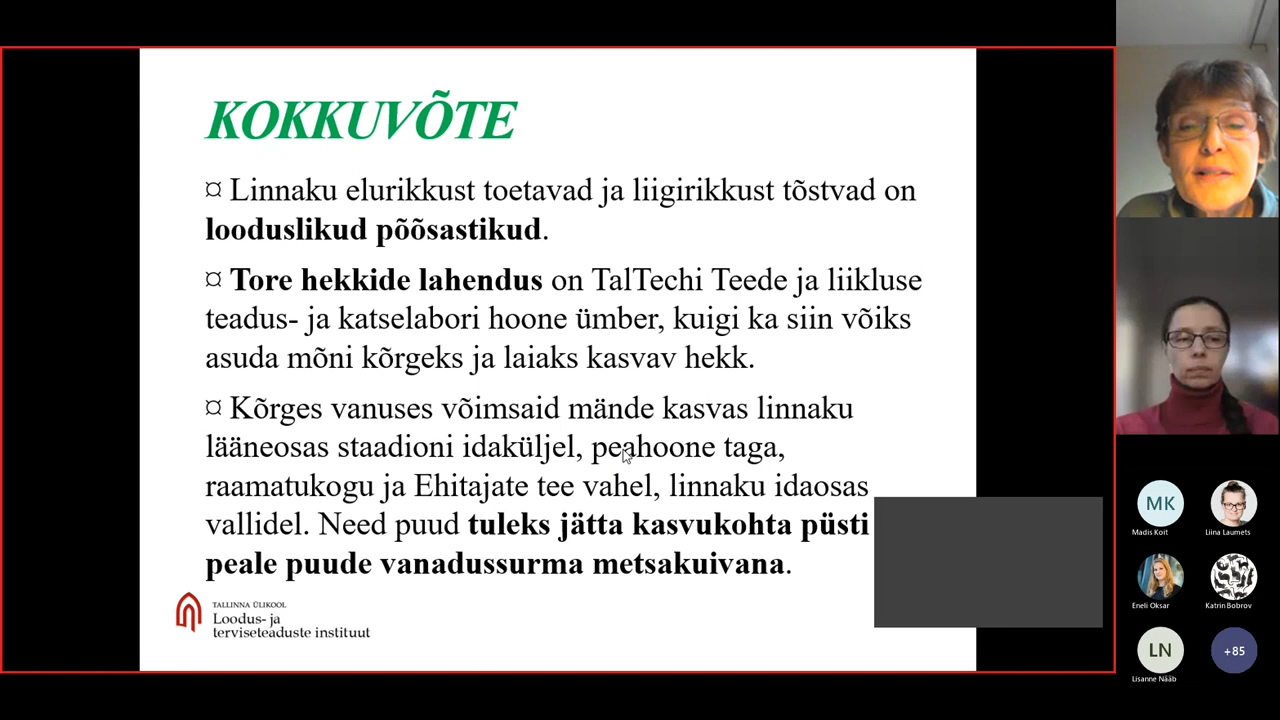 KOKKUVÕTE
¤ Linnaku elurikkust toetavad ja liigirikkust tõstvad on
looduslikud põõsastikud.
¤ Tore hekkide lahendus on TalTechi Teede ja liikluse
teadus- ja katselabori hoone ümber, kuigi ka siin võiks
asuda mõni kõrgeks ja laiaks kasvav hekk.
¤ Kõrges vanuses võimsaid mände kasvas linnaku
lääneosas staadioni idaküljel, peahoone taga,
raamatukogu ja Ehitajate tee vahel, linnaku idaosas
vallidel. Need puud tuleks jätta kasvukohta püsti
peale puude vanadussurma metsakuivana.
TALLINNA ÜLIKOOL
Loodus- ja
terviseteaduste instituut
MK
Madis Koit
Liina Laumets
Eneli Oksar
Katrin Bobrov
LN
Lisanne Nääb
+85